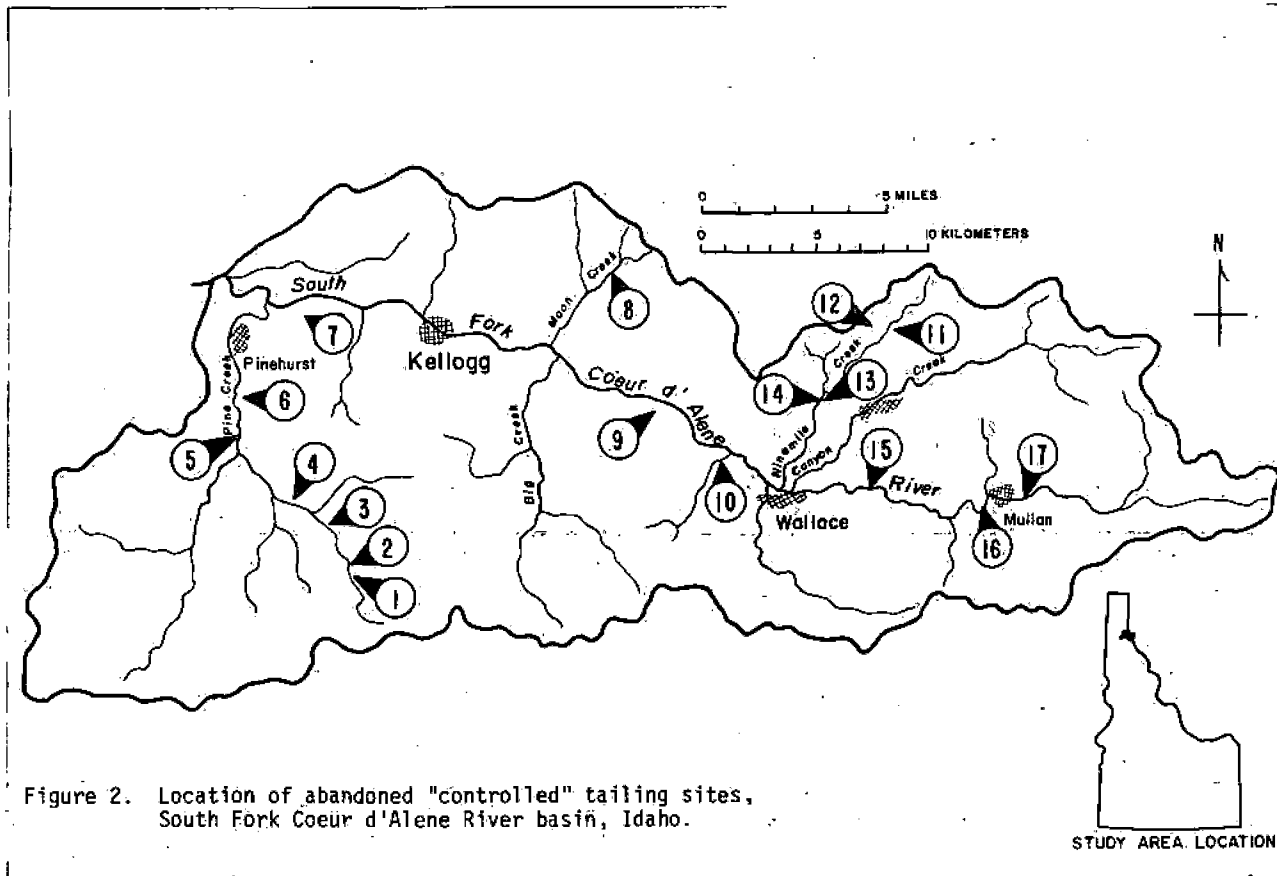 0 5 MILES
0 5 10 KILOMETERS
N
South
Fork
Coeur d'Alene
River
Moon Creek
Pine Creek
Big Creek
Ninemile Creek
Canyon Creek
Pinehurst
Kellogg
Wallace
Mullan
1
2
3
4
5
6
7
8
9
10
11
12
13
14
15
16
17
Figure 2. Location of abandoned "controlled" tailing sites,
South Fork Coeur d'Alene River basin, Idaho.
STUDY AREA LOCATION